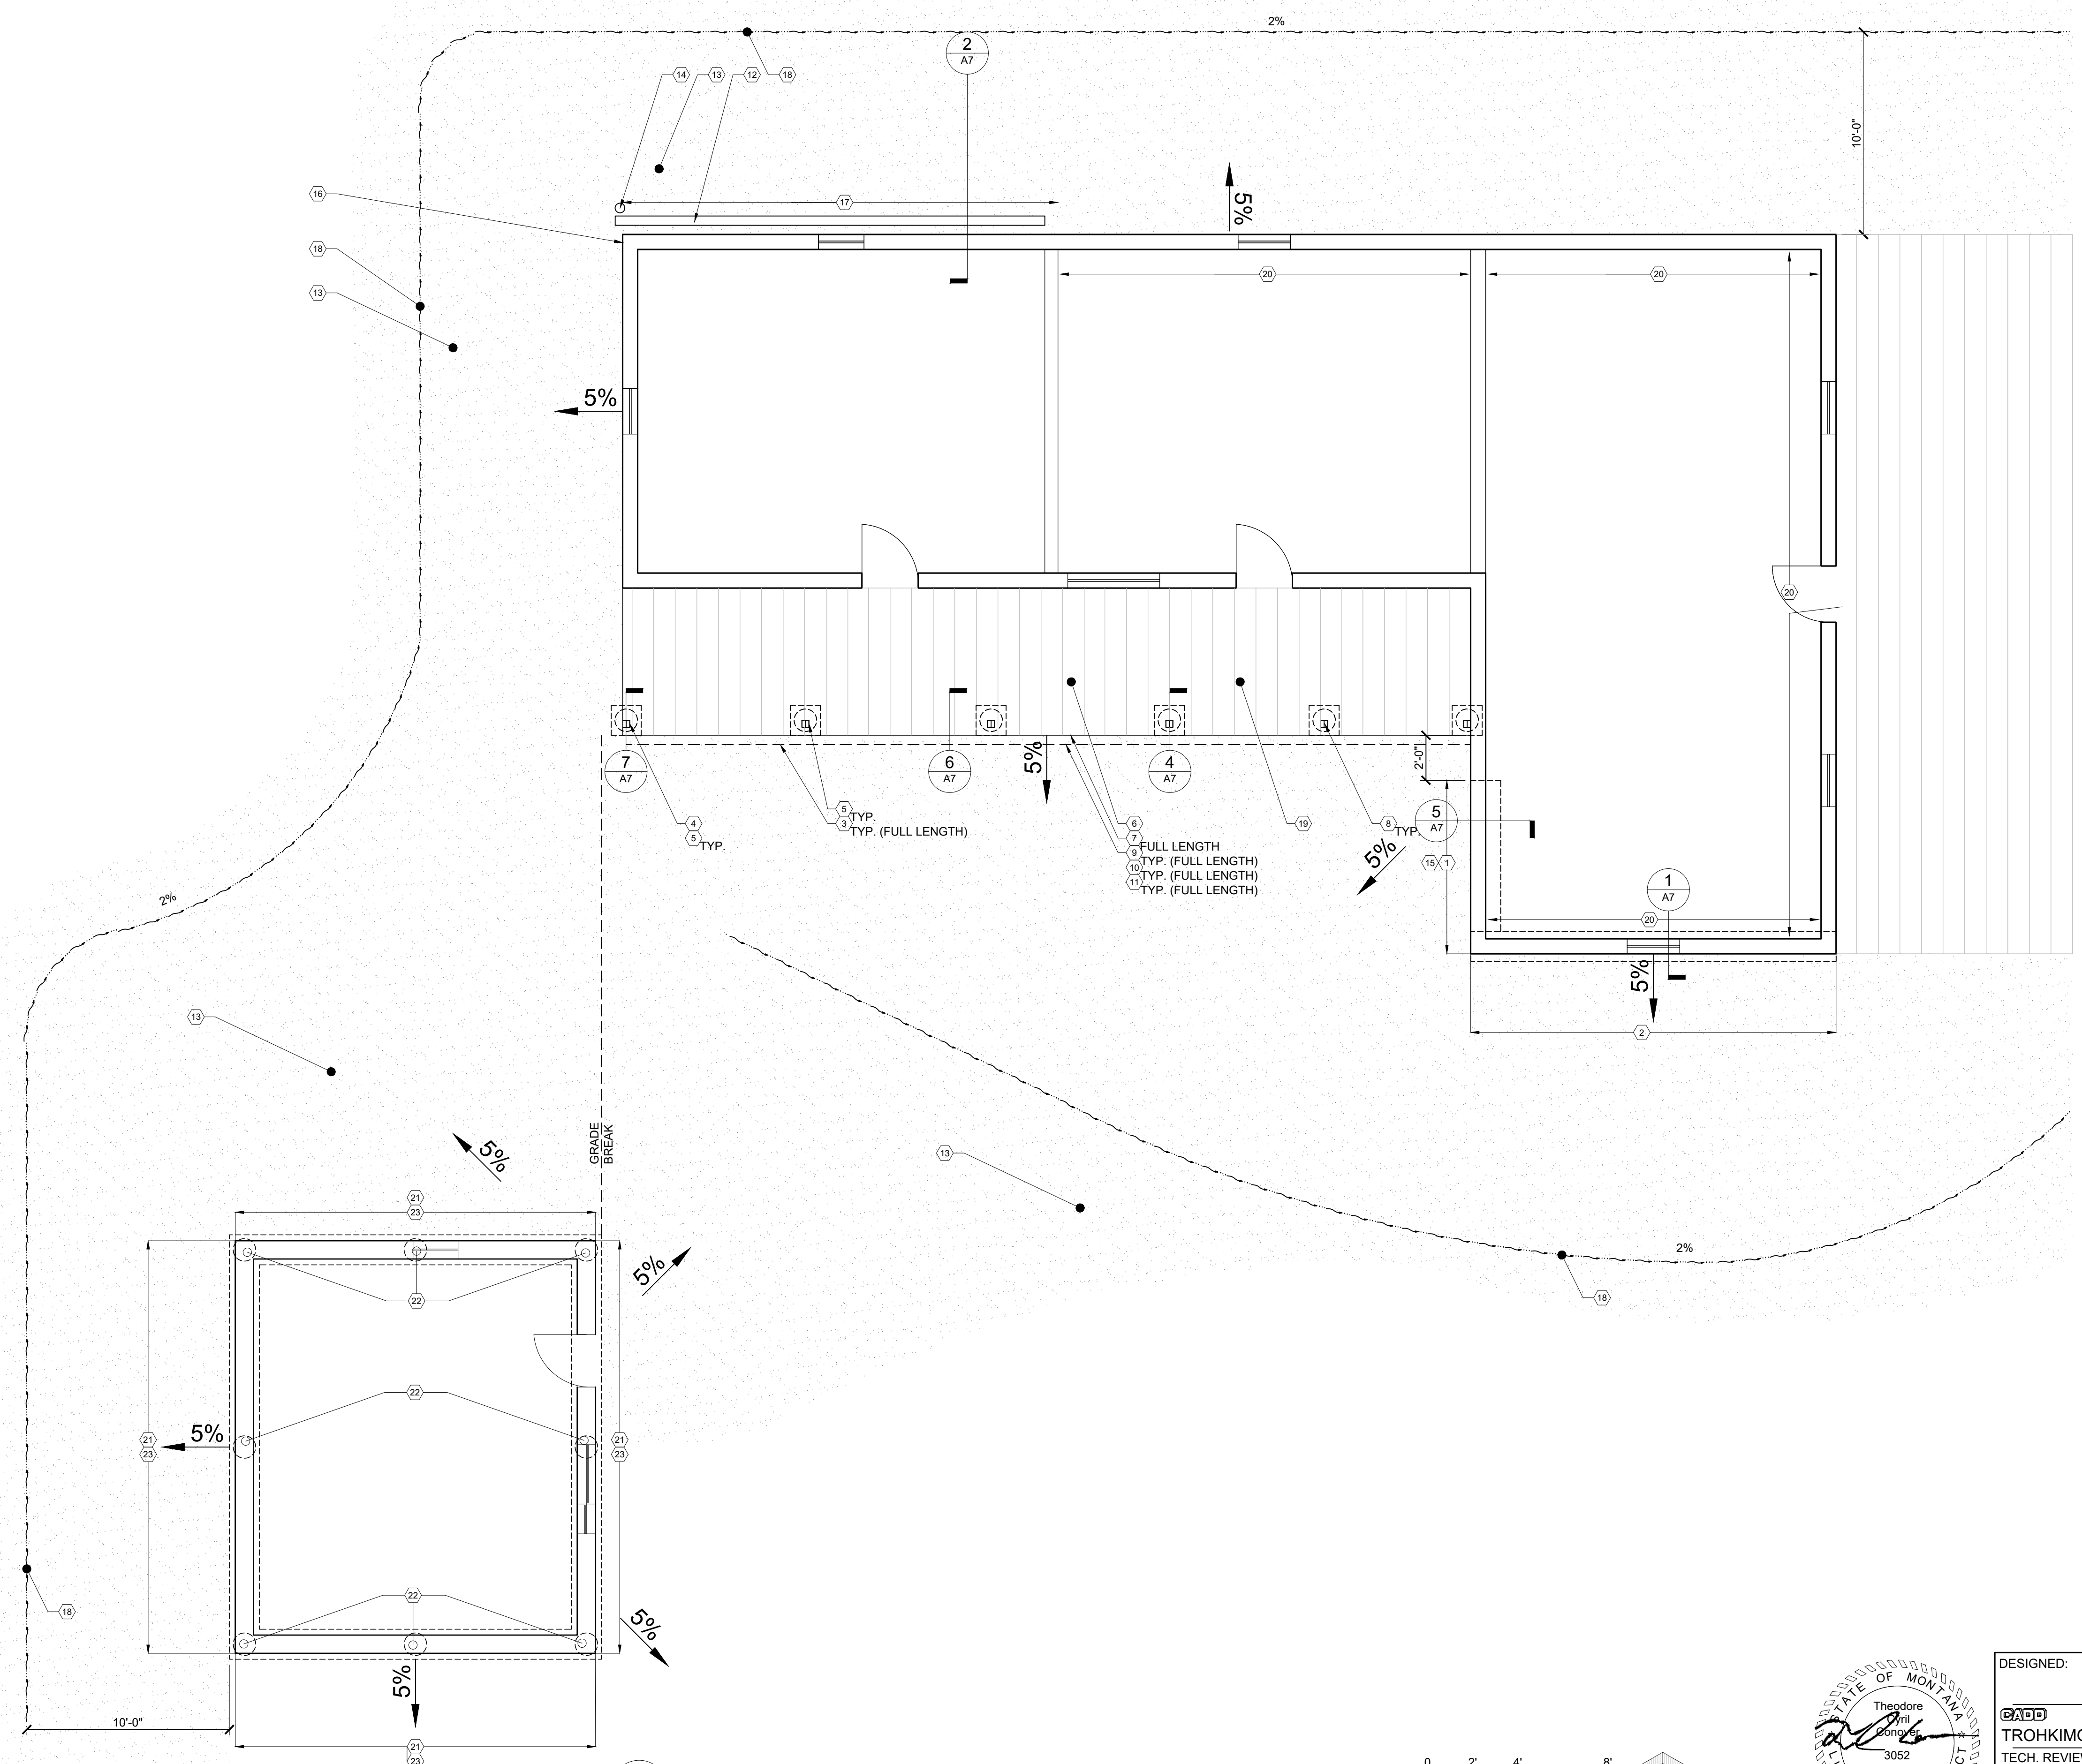 2%
2
A7
14
13
12
18
10'-0"
16
17
5%
18
13
20
20
5%
20
7
A7
6
A7
5%
4
A7
2'-0"
5
A7
5
TYP.
3
TYP. (FULL LENGTH)
4
5
TYP.
6
7
FULL LENGTH
9
TYP. (FULL LENGTH)
10
TYP. (FULL LENGTH)
11
TYP. (FULL LENGTH)
19
8
TYP.
5%
15
1
1
A7
2%
20
5%
2
13
GRADE
BREAK
5%
13
21
23
5%
2%
18
22
22
5%
21
23
21
23
22
18
5%
5%
10'-0"
21
23
0
2'
4'
8'
STATE OF MONTANA
Theodore
Cyril
Conover
3052
DESIGNED:
CADD
TROHKIMO
TECH. REVIE